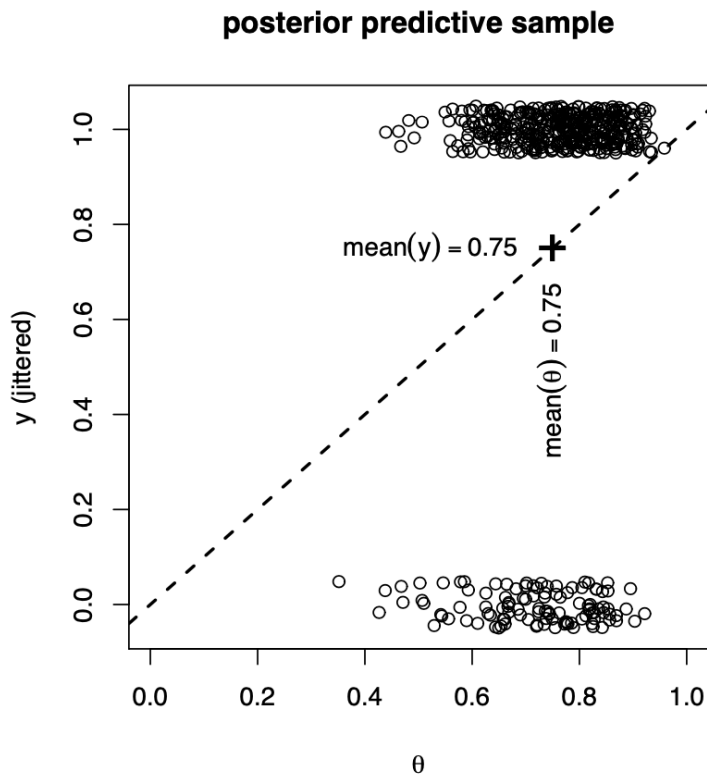 posterior predictive sample
y (jittered)
1.0
0.8
0.6
0.4
0.2
0.0
mean(y) = 0.75
mean(θ) = 0.75
0.0 0.2 0.4 0.6 0.8 1.0
θ